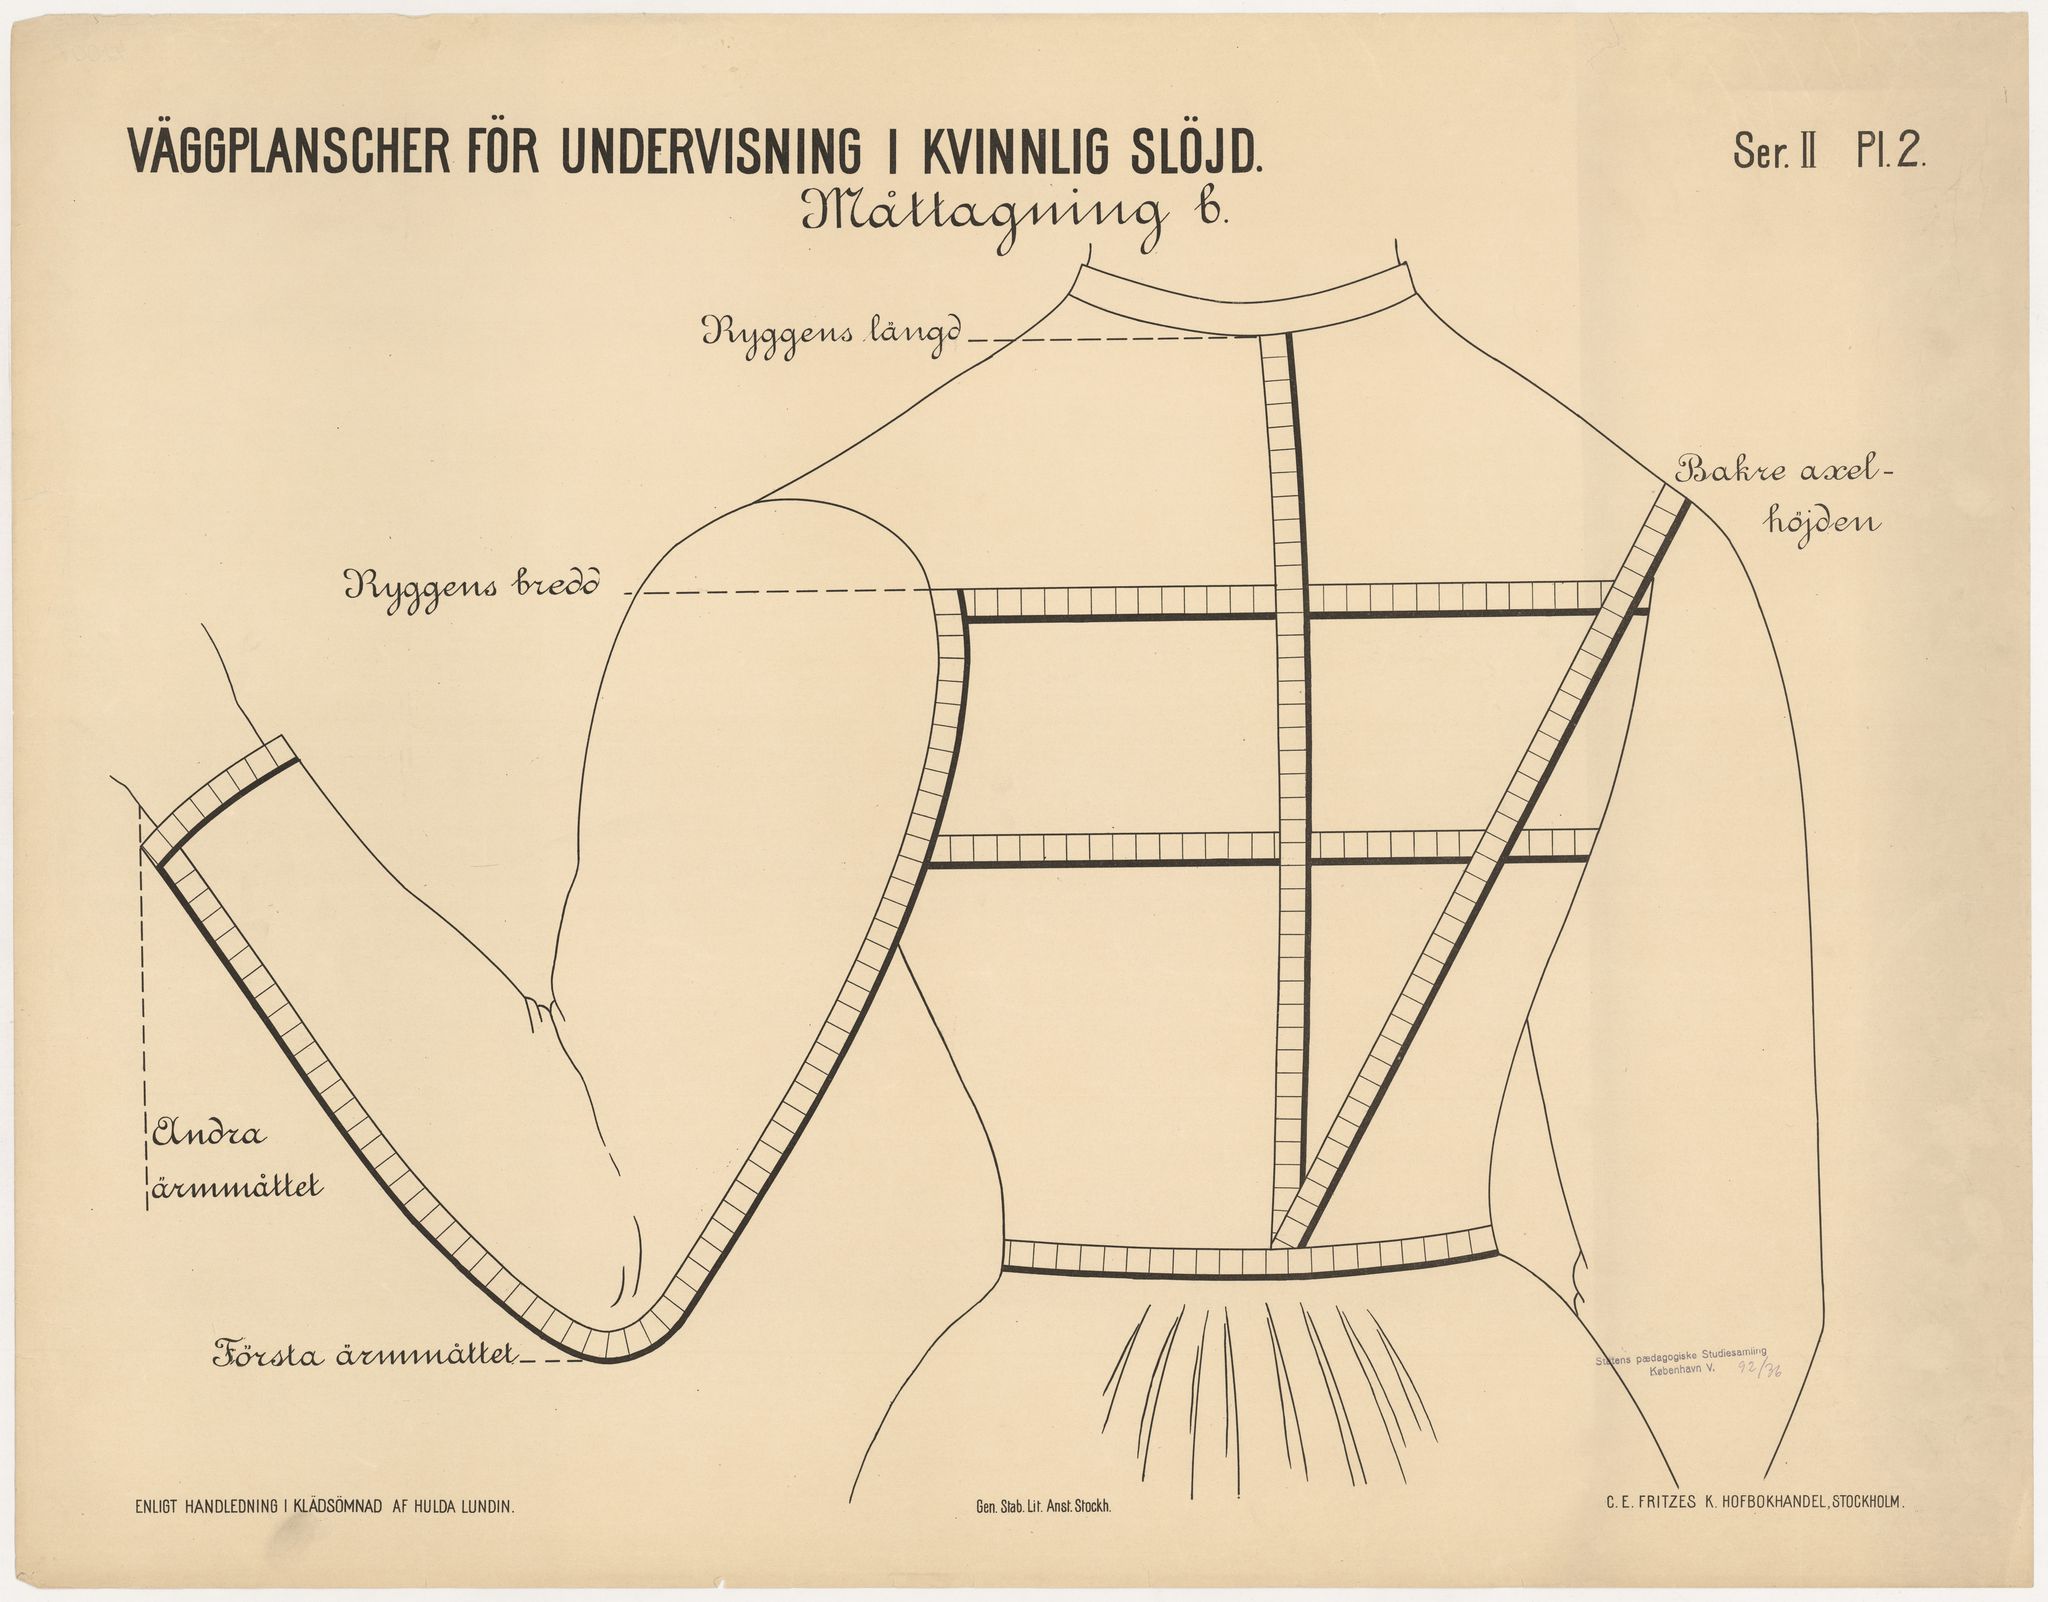 VÄGGPLANSCHER FÖR UNDERVISNING I KVINNLIG SLÖJD.
Ser. II Pl. 2.
Måttagning b.
Ryggens längd
Bakre axel-
höjden
Ryggens bredd
Andra
ärmmåttet
Första ärmmåttet
Statens pædagogiske Studiesamling
København V. 92/36
ENLIGT HANDLEDNING I KLÄDSÖMNAD AF HULDA LUNDIN.
Gen. Stab. Lit. Anst. Stockh.
C. E. FRITZES K. HOFBOKHANDEL, STOCKHOLM.